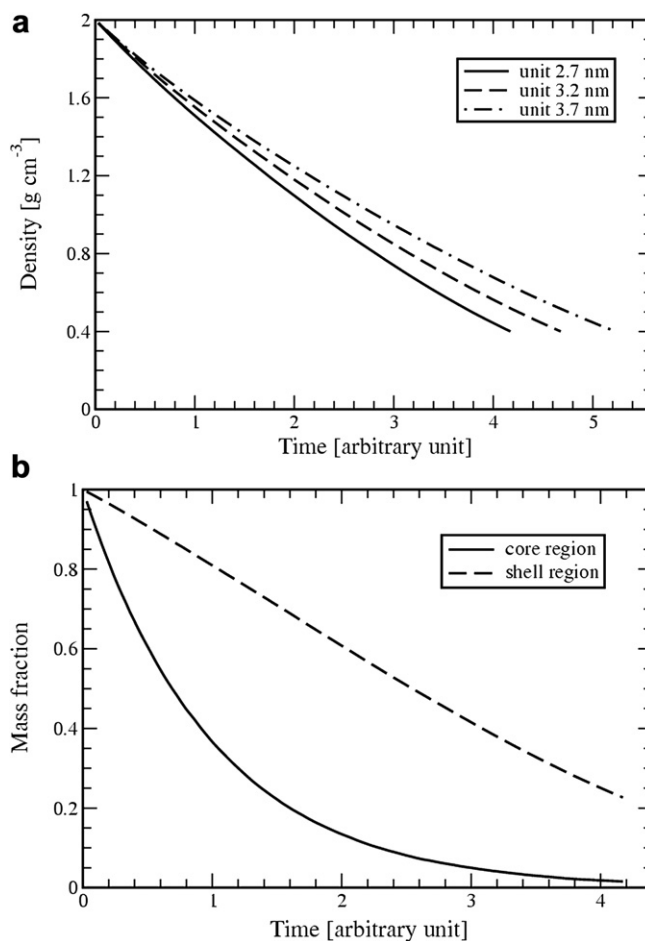 a
2
1.6
1.2
0.8
0.4
0
Density [g cm-3]
unit 2.7 nm
unit 3.2 nm
unit 3.7 nm
0 1 2 3 4 5
Time [arbitrary unit]
b
1
0.8
0.6
0.4
0.2
0
Mass fraction
core region
shell region
0 1 2 3 4
Time [arbitrary unit]